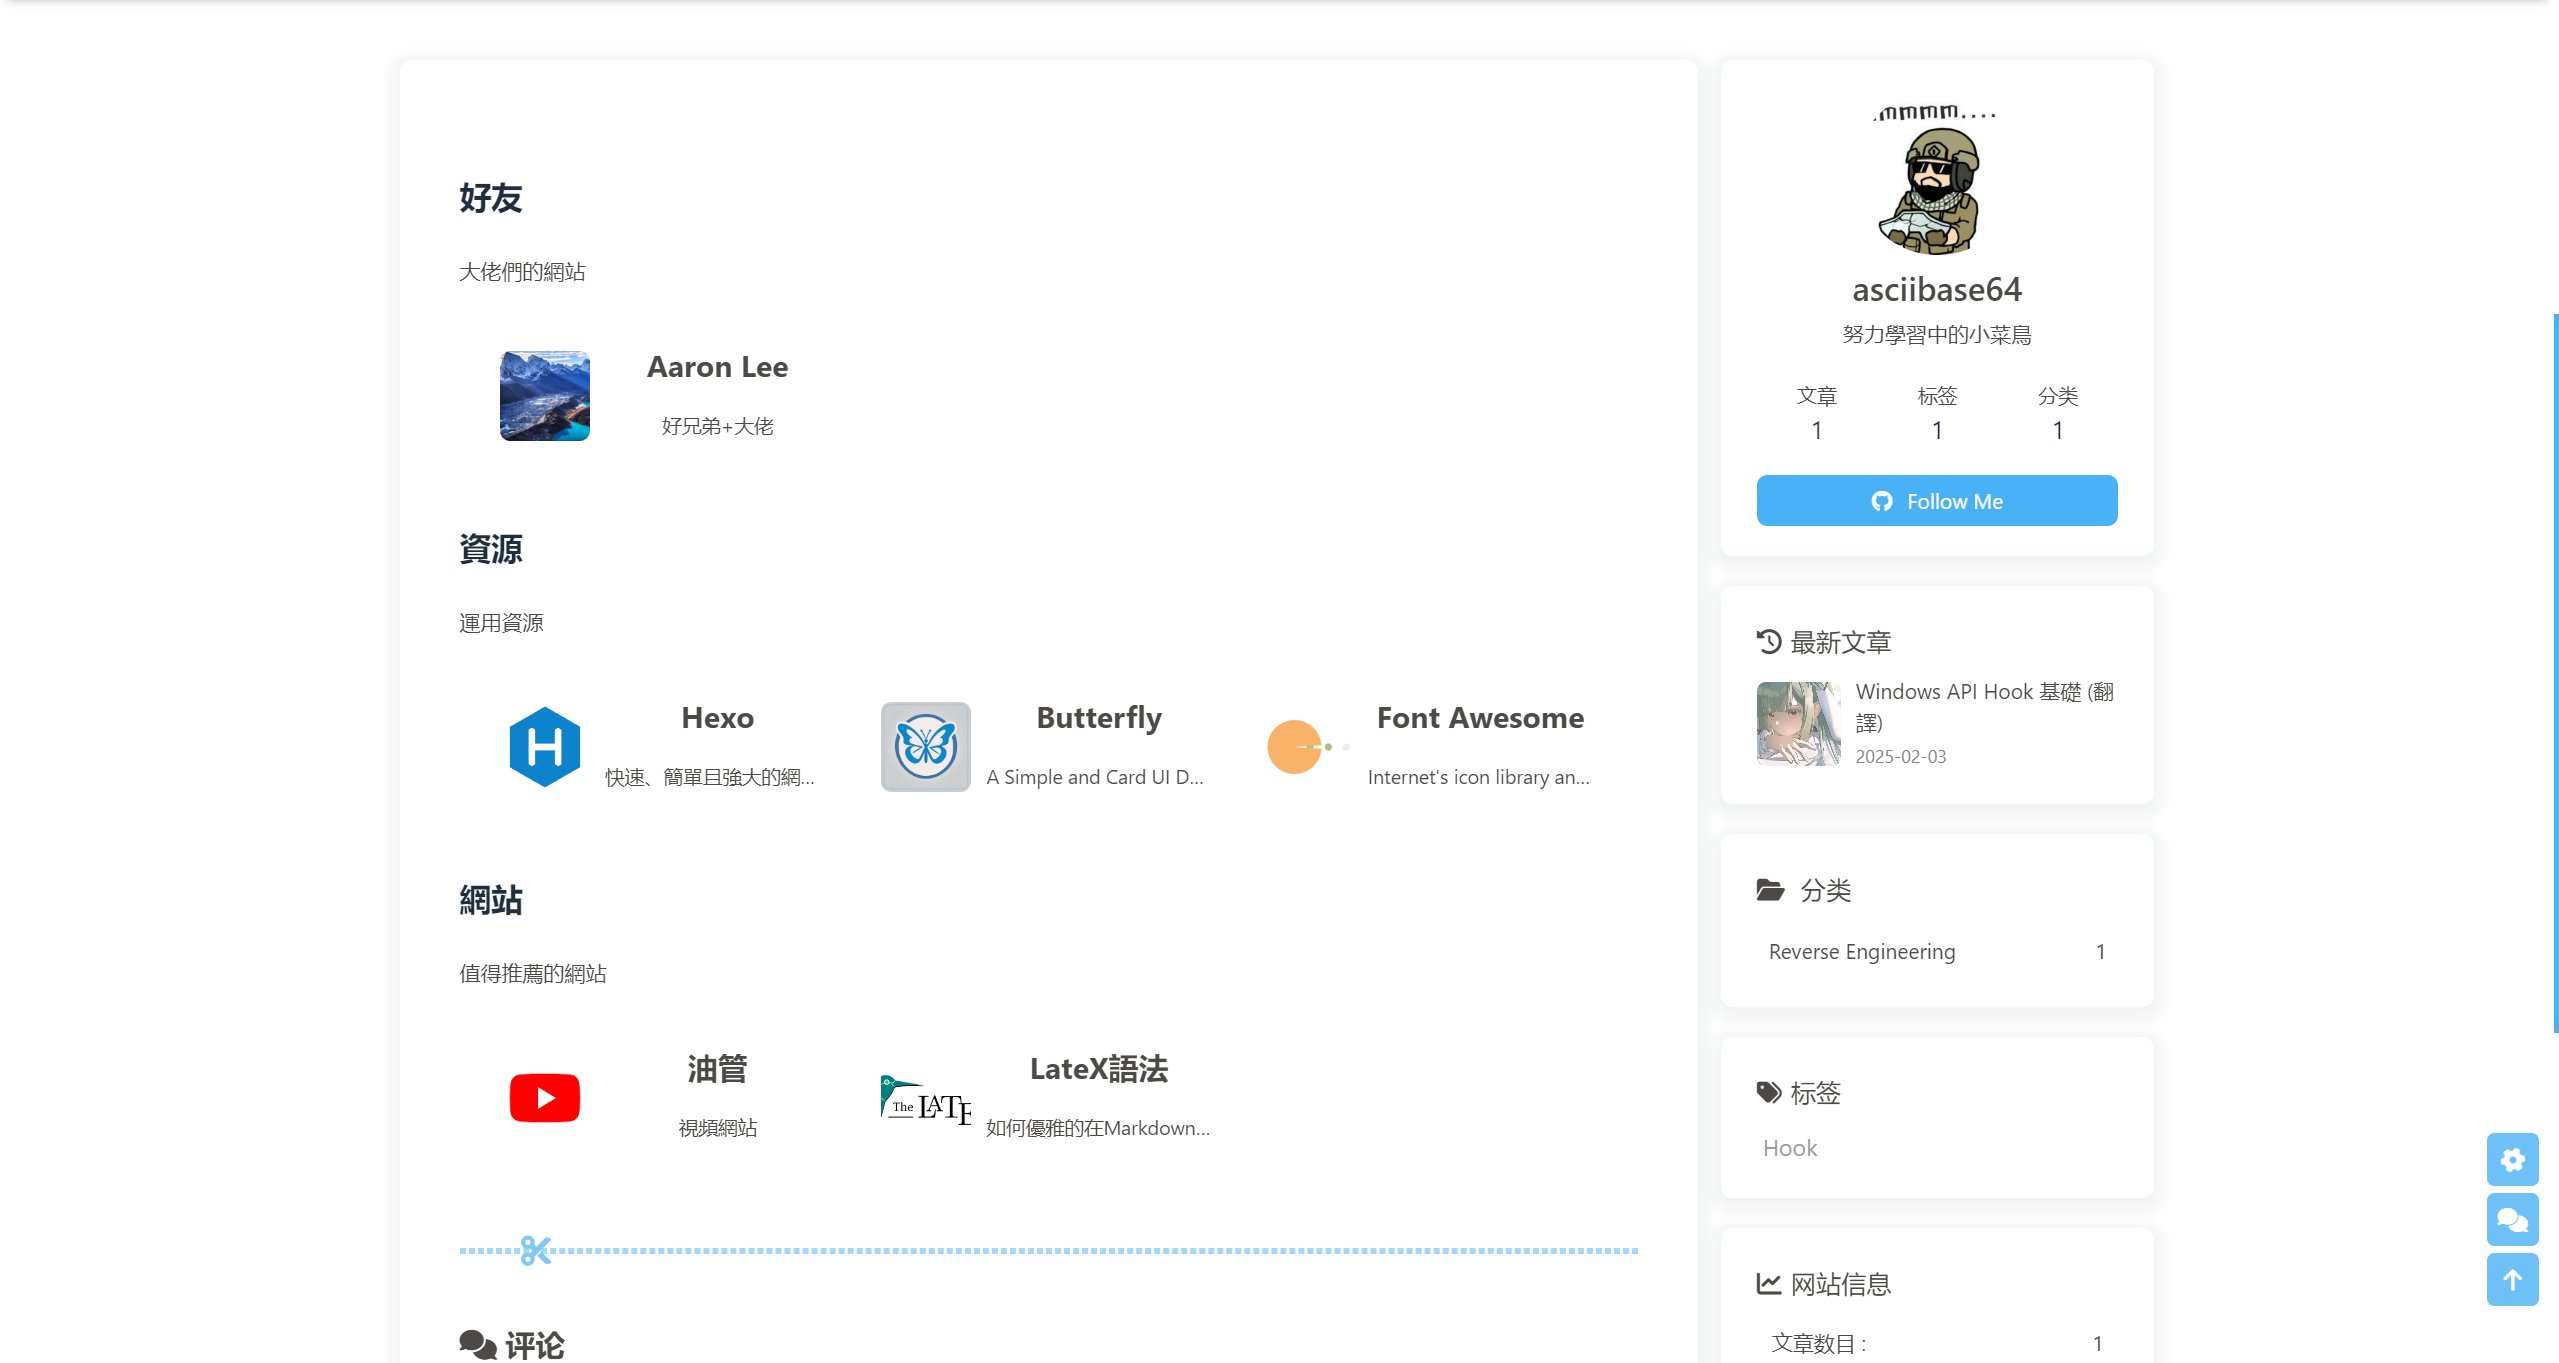 好友
大佬們的網站
Aaron Lee
好兄弟+大佬
資源
運用資源
Hexo
快速、簡單且強大的網...
Butterfly
A Simple and Card UI D...
Font Awesome
Internet's icon library an...
網站
值得推薦的網站
油管
視頻網站
The LATE
LateX語法
如何優雅的在Markdown...
评论
mmmm....
asciibase64
努力學習中的小菜鳥
文章 标签 分类
1 1 1
Follow Me
最新文章
Windows API Hook 基礎 (翻
譯)
2025-02-03
分类
Reverse Engineering 1
标签
Hook
网站信息
文章数目 : 1